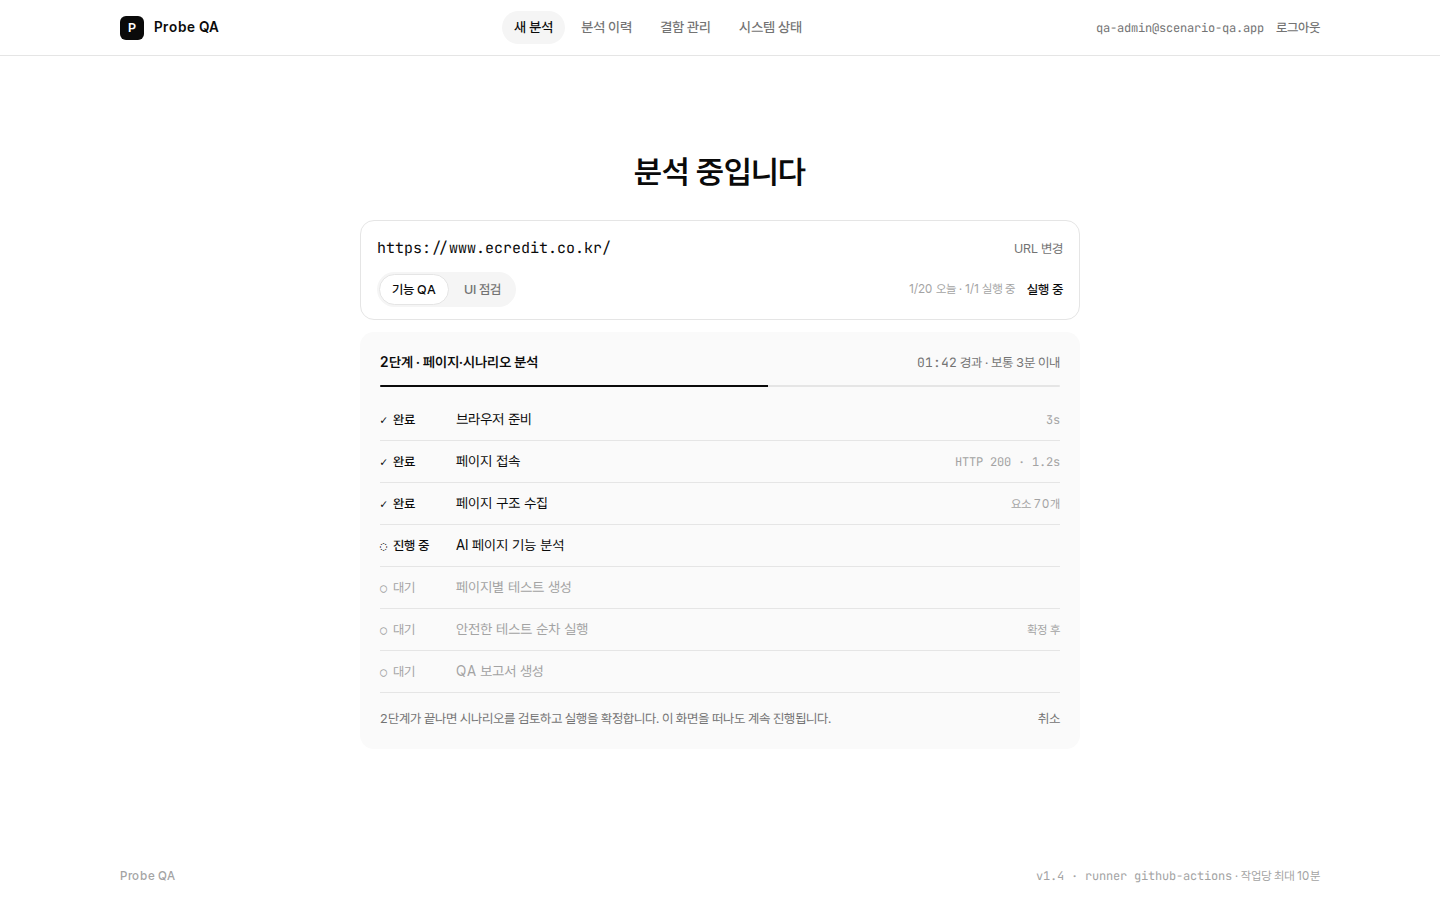 P Probe QA 새 분석 분석 이력 결함 관리 시스템 상태 qa-admin@scenario-qa.app 로그아웃
분석 중입니다
https://www.ecredit.co.kr/ URL 변경
기능 QA UI 점검 1/20 오늘 · 1/1 실행 중 실행 중
2단계 · 페이지·시나리오 분석 01:42 경과 · 보통 3분 이내
✓ 완료 브라우저 준비 3s
✓ 완료 페이지 접속 HTTP 200 · 1.2s
✓ 완료 페이지 구조 수집 요소 70개
◌ 진행 중 AI 페이지 기능 분석
○ 대기 페이지별 테스트 생성
○ 대기 안전한 테스트 순차 실행 확정 후
○ 대기 QA 보고서 생성
2단계가 끝나면 시나리오를 검토하고 실행을 확정합니다. 이 화면을 떠나도 계속 진행됩니다. 취소
Probe QA v1.4 · runner github-actions · 작업당 최대 10분